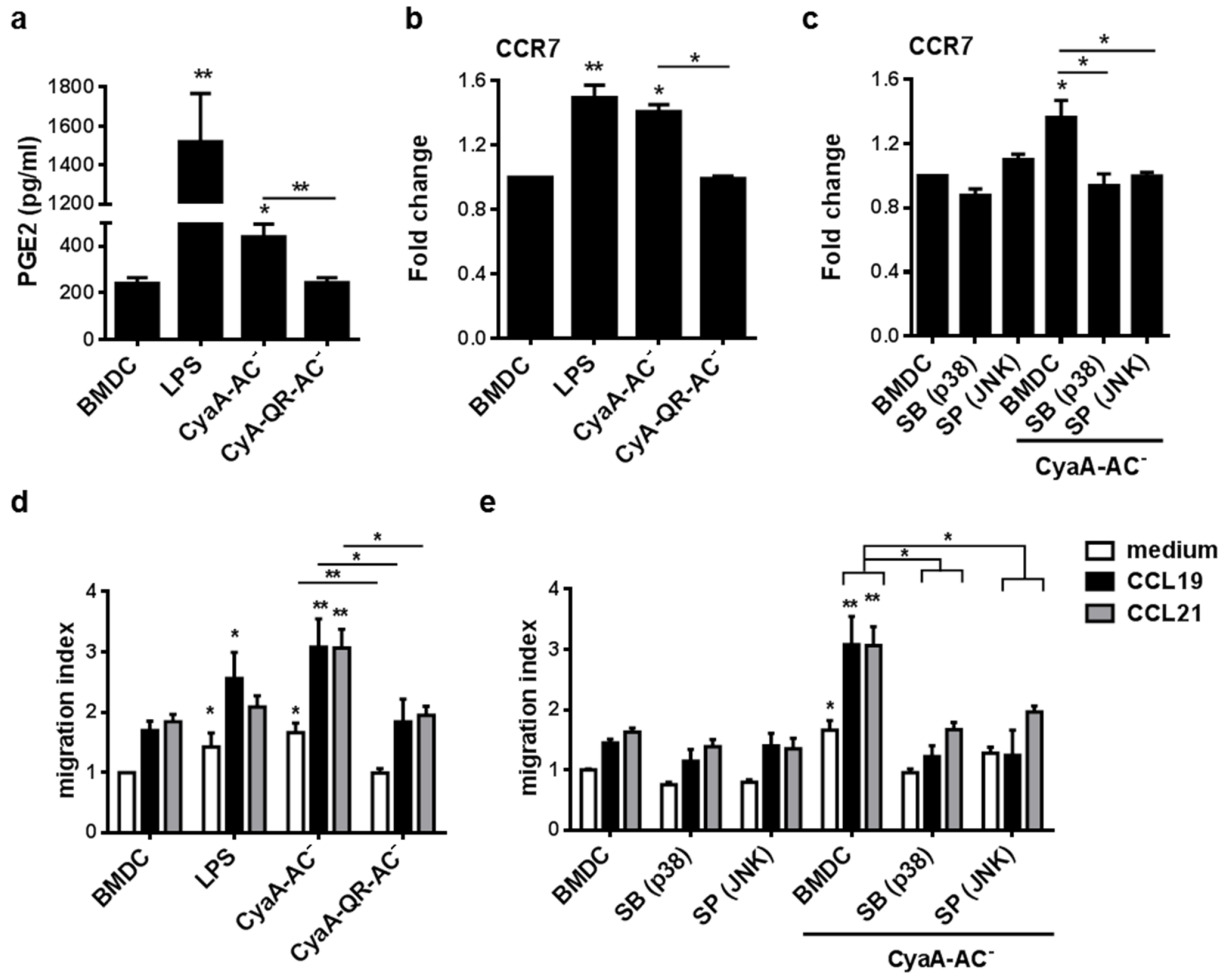 a
PGE2 (pg/ml)
1800
1600
1400
1200
400
200
0
**
*
**
BMDC
LPS
CyaA-AC⁻
CyA-QR-AC⁻
b
CCR7
Fold change
1.6
1.2
0.8
0.4
0.0
**
*
*
BMDC
LPS
CyaA-AC⁻
CyA-QR-AC⁻
c
CCR7
Fold change
1.6
1.2
0.8
0.4
0.0
*
*
*
BMDC
SB (p38)
SP (JNK)
BMDC
SB (p38)
SP (JNK)
CyaA-AC⁻
d
migration index
4
3
2
1
0
*
*
**
*
*
*
**
**
BMDC
LPS
CyaA-AC⁻
CyaA-QR-AC⁻
e
migration index
4
3
2
1
0
*
*
**
**
*
BMDC
SB (p38)
SP (JNK)
BMDC
SB (p38)
SP (JNK)
CyaA-AC⁻
medium
CCL19
CCL21